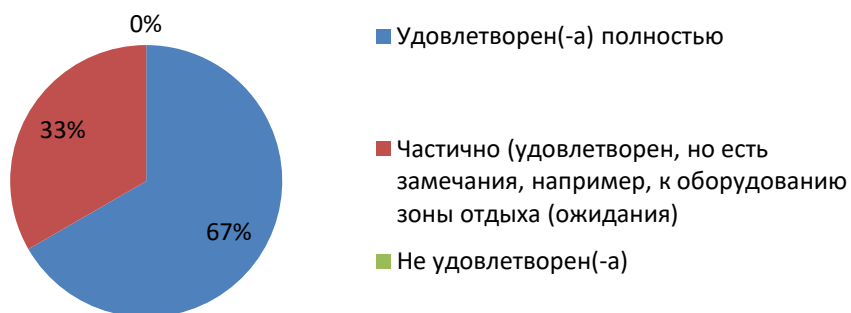 0%
33%
67%
Удовлетворен(-а) полностью
Частично (удовлетворен, но есть
замечания, например, к оборудованию
зоны отдыха (ожидания)
Не удовлетворен(-а)